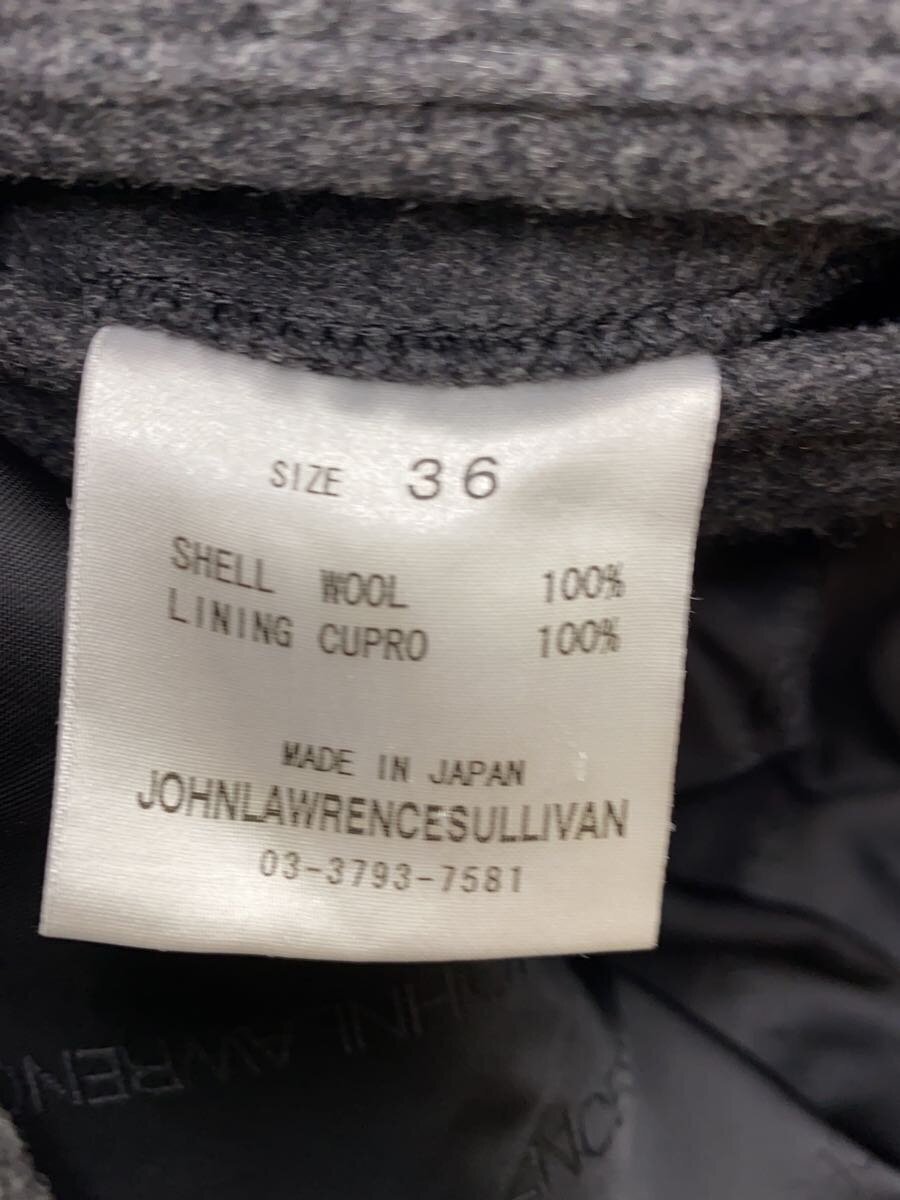 SIZE 36
SHELL WOOL 100%
LINING CUPRO 100%
MADE IN JAPAN
JOHNLAWRENCESULLIVAN
03-3793-7581